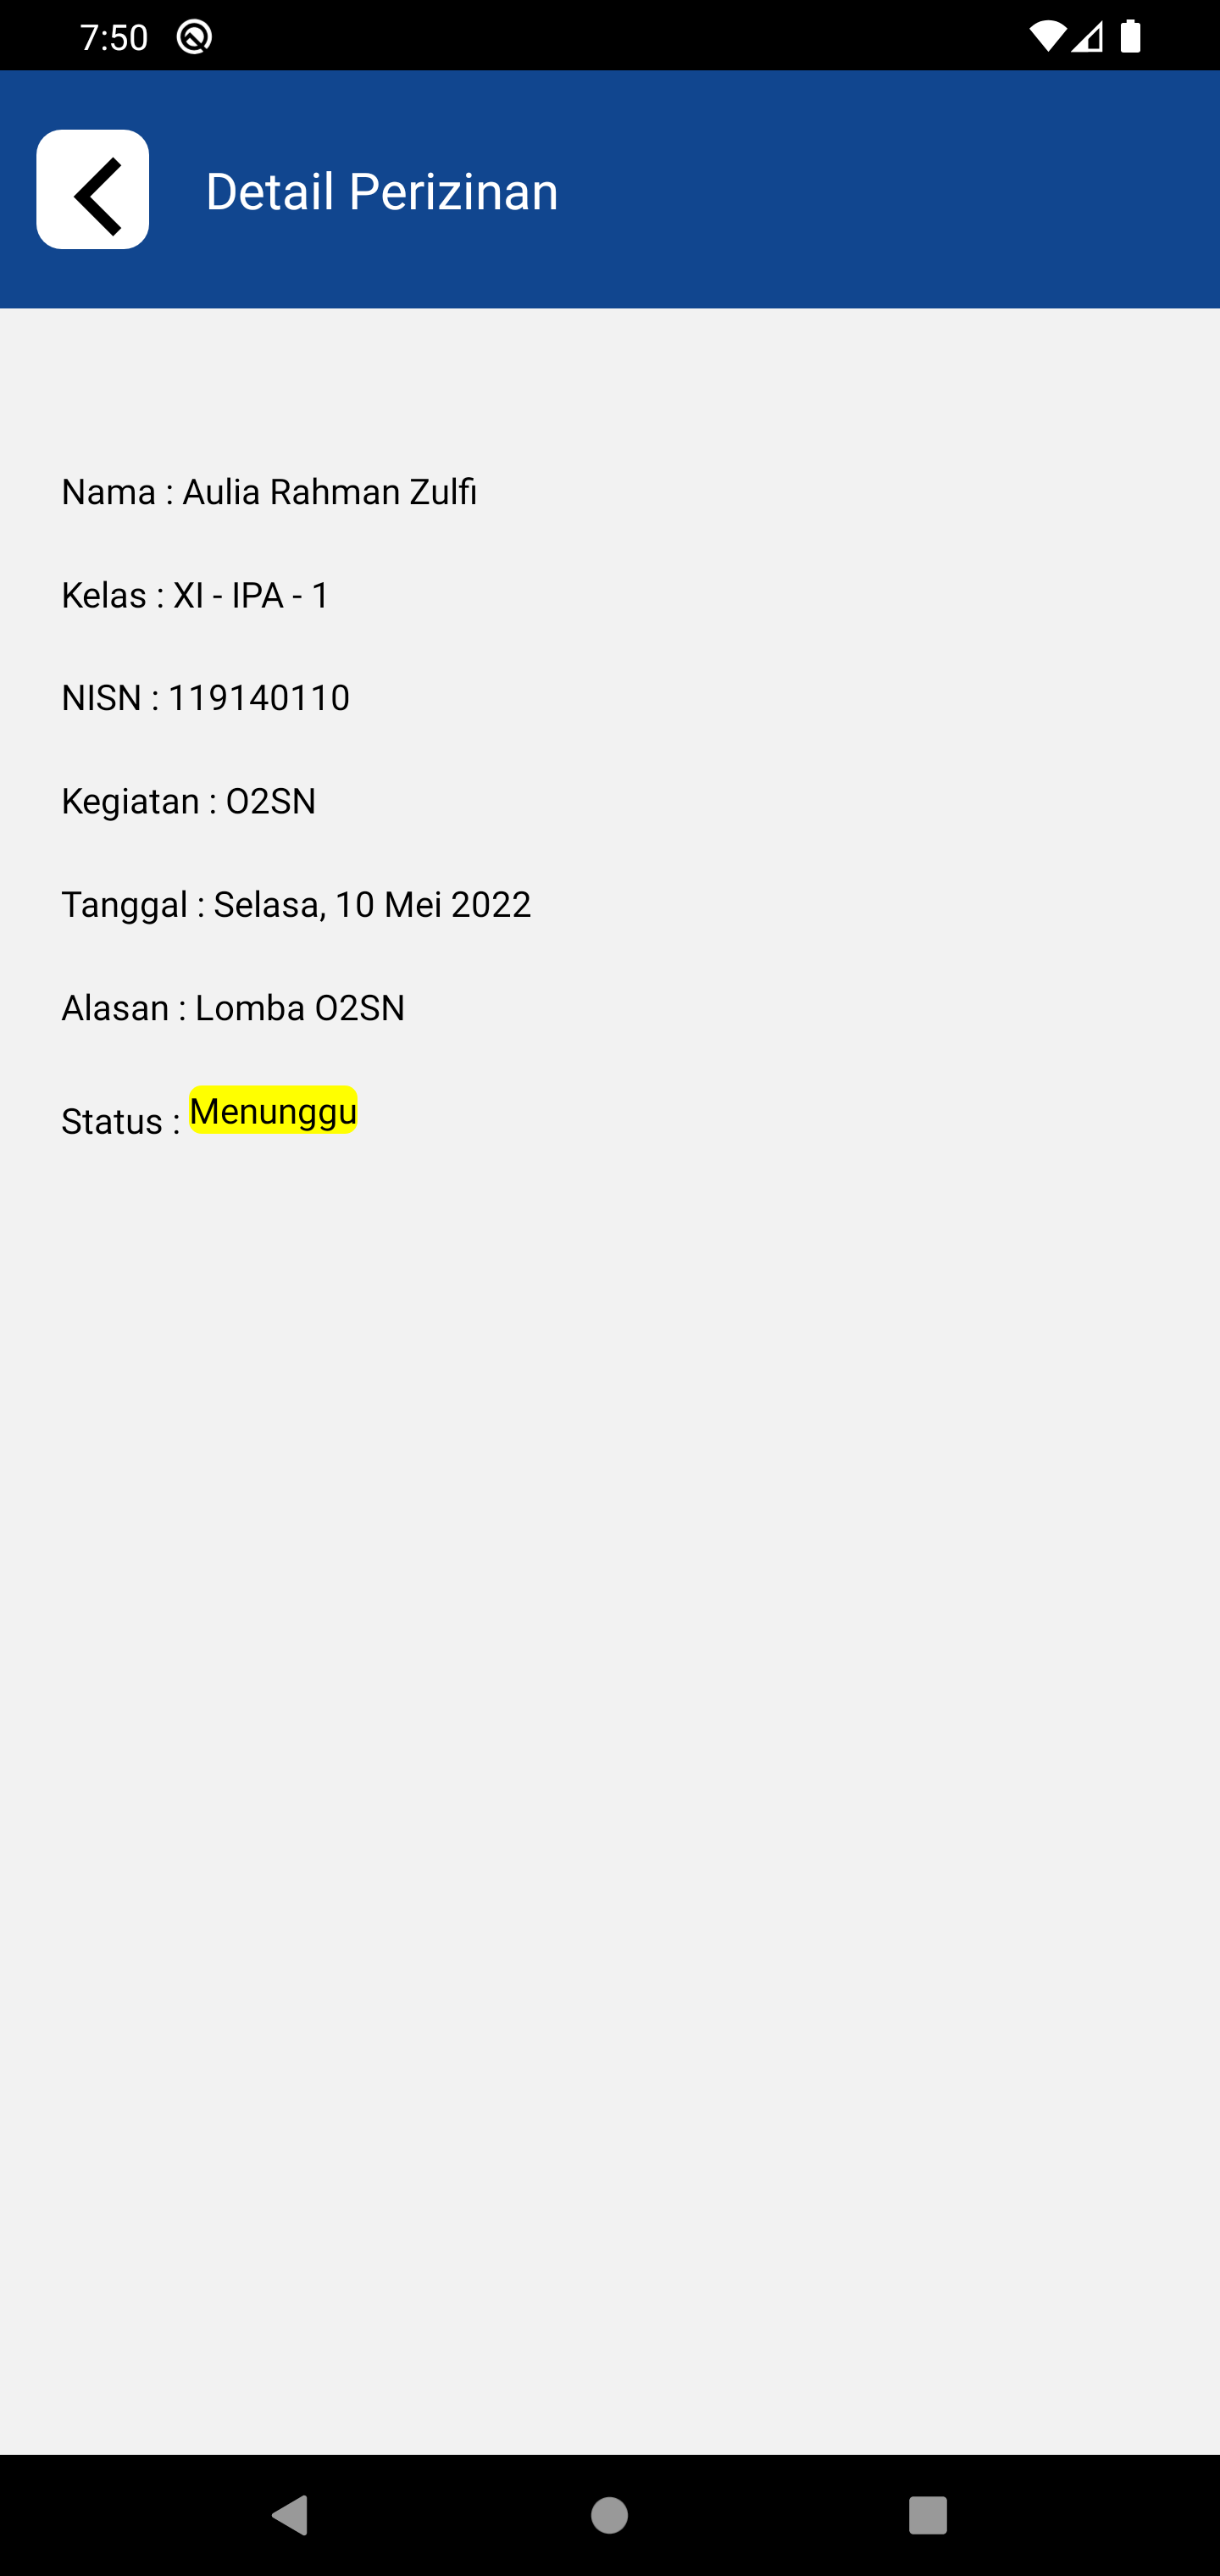 7:50
Detail Perizinan
Nama : Aulia Rahman Zulfi
Kelas : XI - IPA - 1
NISN : 119140110
Kegiatan : O2SN
Tanggal : Selasa, 10 Mei 2022
Alasan : Lomba O2SN
Status : Menunggu